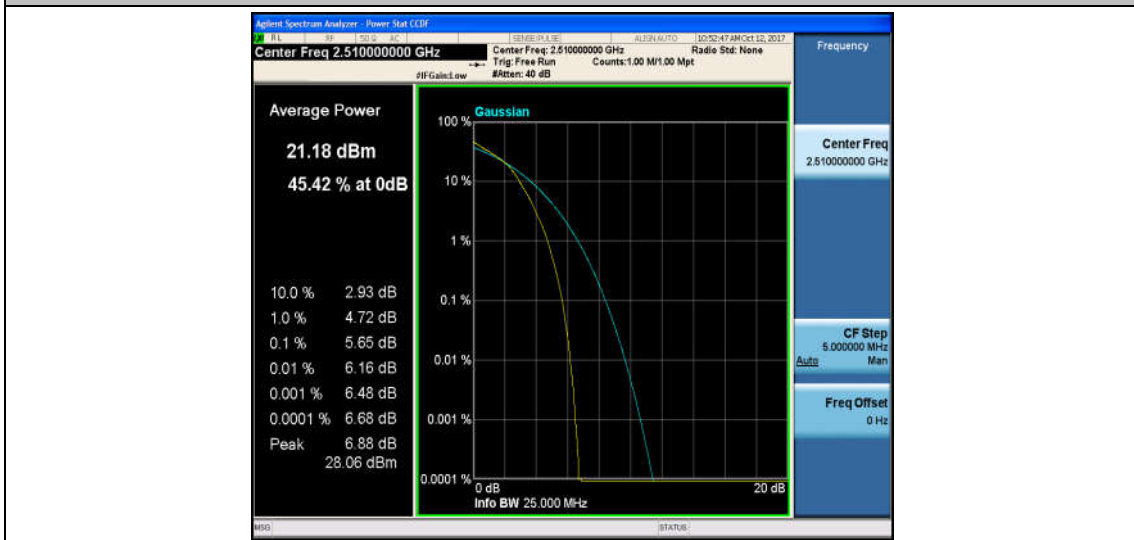 Agilent Spectrum Analyzer - Power Stat CCDF
RL RF 50 Ω AC SENSE:PULSE ALIGN AUTO 10:52:47 AM Oct 12, 2017
Center Freq 2.510000000 GHz
Center Freq: 2.510000000 GHz Radio Std: None
Trig: Free Run Counts:1.00 M/1.00 Mpt
#IFGain:Low #Atten: 40 dB
Frequency
Average Power
21.18 dBm
45.42 % at 0dB
10.0 % 2.93 dB
1.0 % 4.72 dB
0.1 % 5.65 dB
0.01 % 6.16 dB
0.001 % 6.48 dB
0.0001 % 6.68 dB
Peak 6.88 dB
28.06 dBm
Gaussian
100 %
10 %
1 %
0.1 %
0.01 %
0.001 %
0.0001 %
0 dB 20 dB
Info BW 25.000 MHz
Center Freq
2.510000000 GHz
CF Step
5.000000 MHz
Auto Man
Freq Offset
0 Hz
MSG STATUS